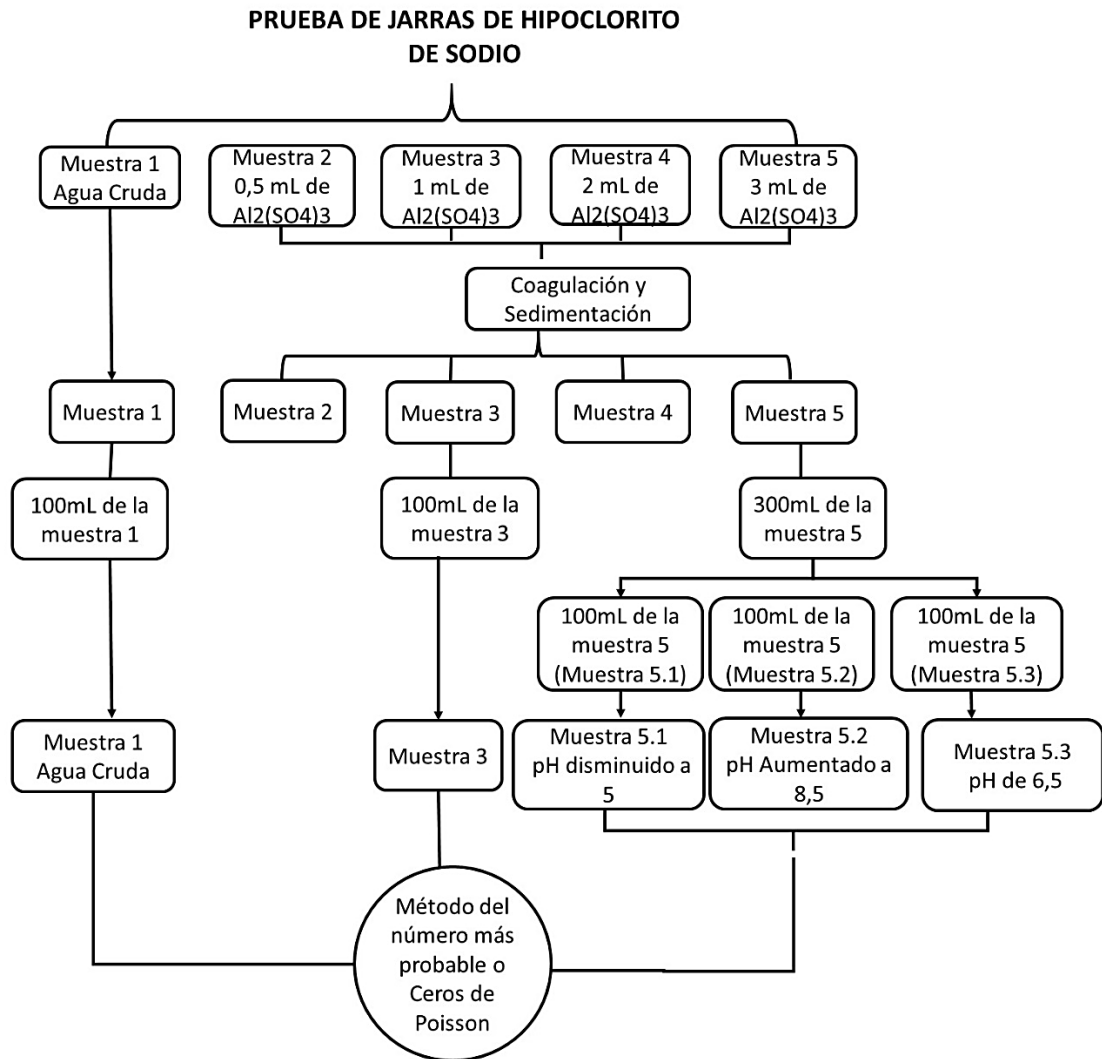 PRUEBA DE JARRAS DE HIPOCLORITO
DE SODIO
Muestra 1
Agua Cruda
Muestra 2
0,5 mL de
Al2(SO4)3
Muestra 3
1 mL de
Al2(SO4)3
Muestra 4
2 mL de
Al2(SO4)3
Muestra 5
3 mL de
Al2(SO4)3
Coagulación y
Sedimentación
Muestra 1
Muestra 2
Muestra 3
Muestra 4
Muestra 5
100mL de la
muestra 1
100mL de la
muestra 3
300mL de la
muestra 5
100mL de la
muestra 5
(Muestra 5.1)
100mL de la
muestra 5
(Muestra 5.2)
100mL de la
muestra 5
(Muestra 5.3)
Muestra 1
Agua Cruda
Muestra 3
Muestra 5.1
pH disminuido a
5
Muestra 5.2
pH Aumentado a
8,5
Muestra 5.3
pH de 6,5
Método del
número más
probable o
Ceros de
Poisson